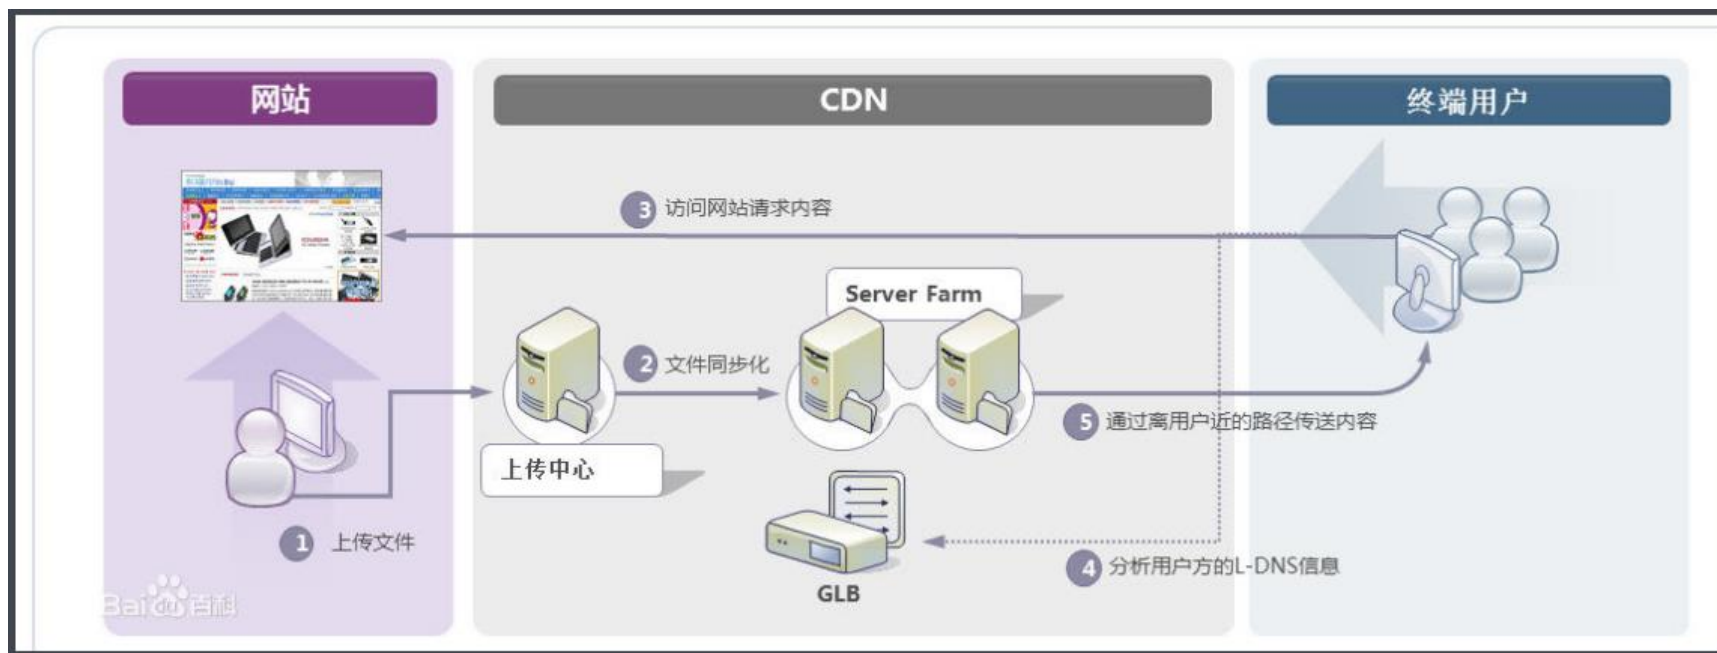 网站
CDN
终端用户
3 访问网站请求内容
Server Farm
2 文件同步化
5 通过离用户近的路径传送内容
上传中心
1 上传文件
4 分析用户方的L-DNS信息
GLB
Baidu百科